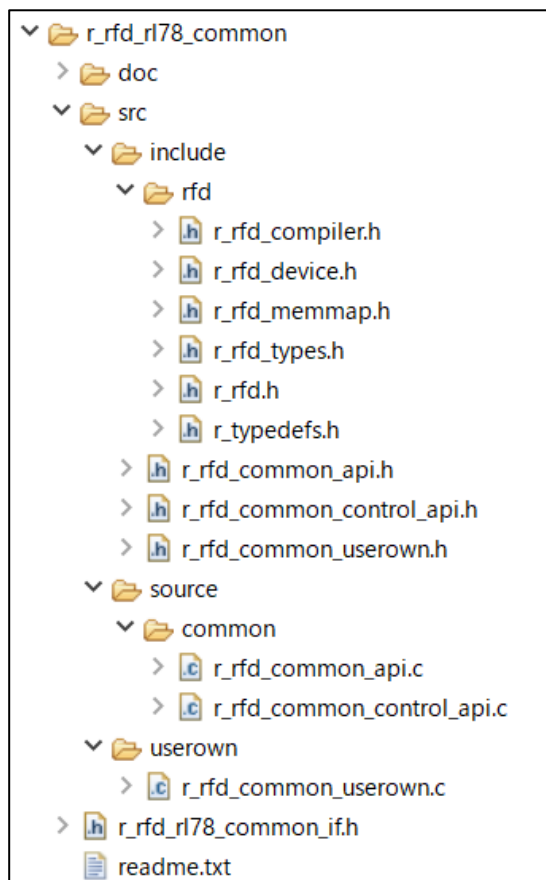 r_rfd_rl78_common
doc
src
include
rfd
.h r_rfd_compiler.h
.h r_rfd_device.h
.h r_rfd_memmap.h
.h r_rfd_types.h
.h r_rfd.h
.h r_typedefs.h
.h r_rfd_common_api.h
.h r_rfd_common_control_api.h
.h r_rfd_common_userown.h
source
common
.c r_rfd_common_api.c
.c r_rfd_common_control_api.c
userown
.c r_rfd_common_userown.c
.h r_rfd_rl78_common_if.h
readme.txt